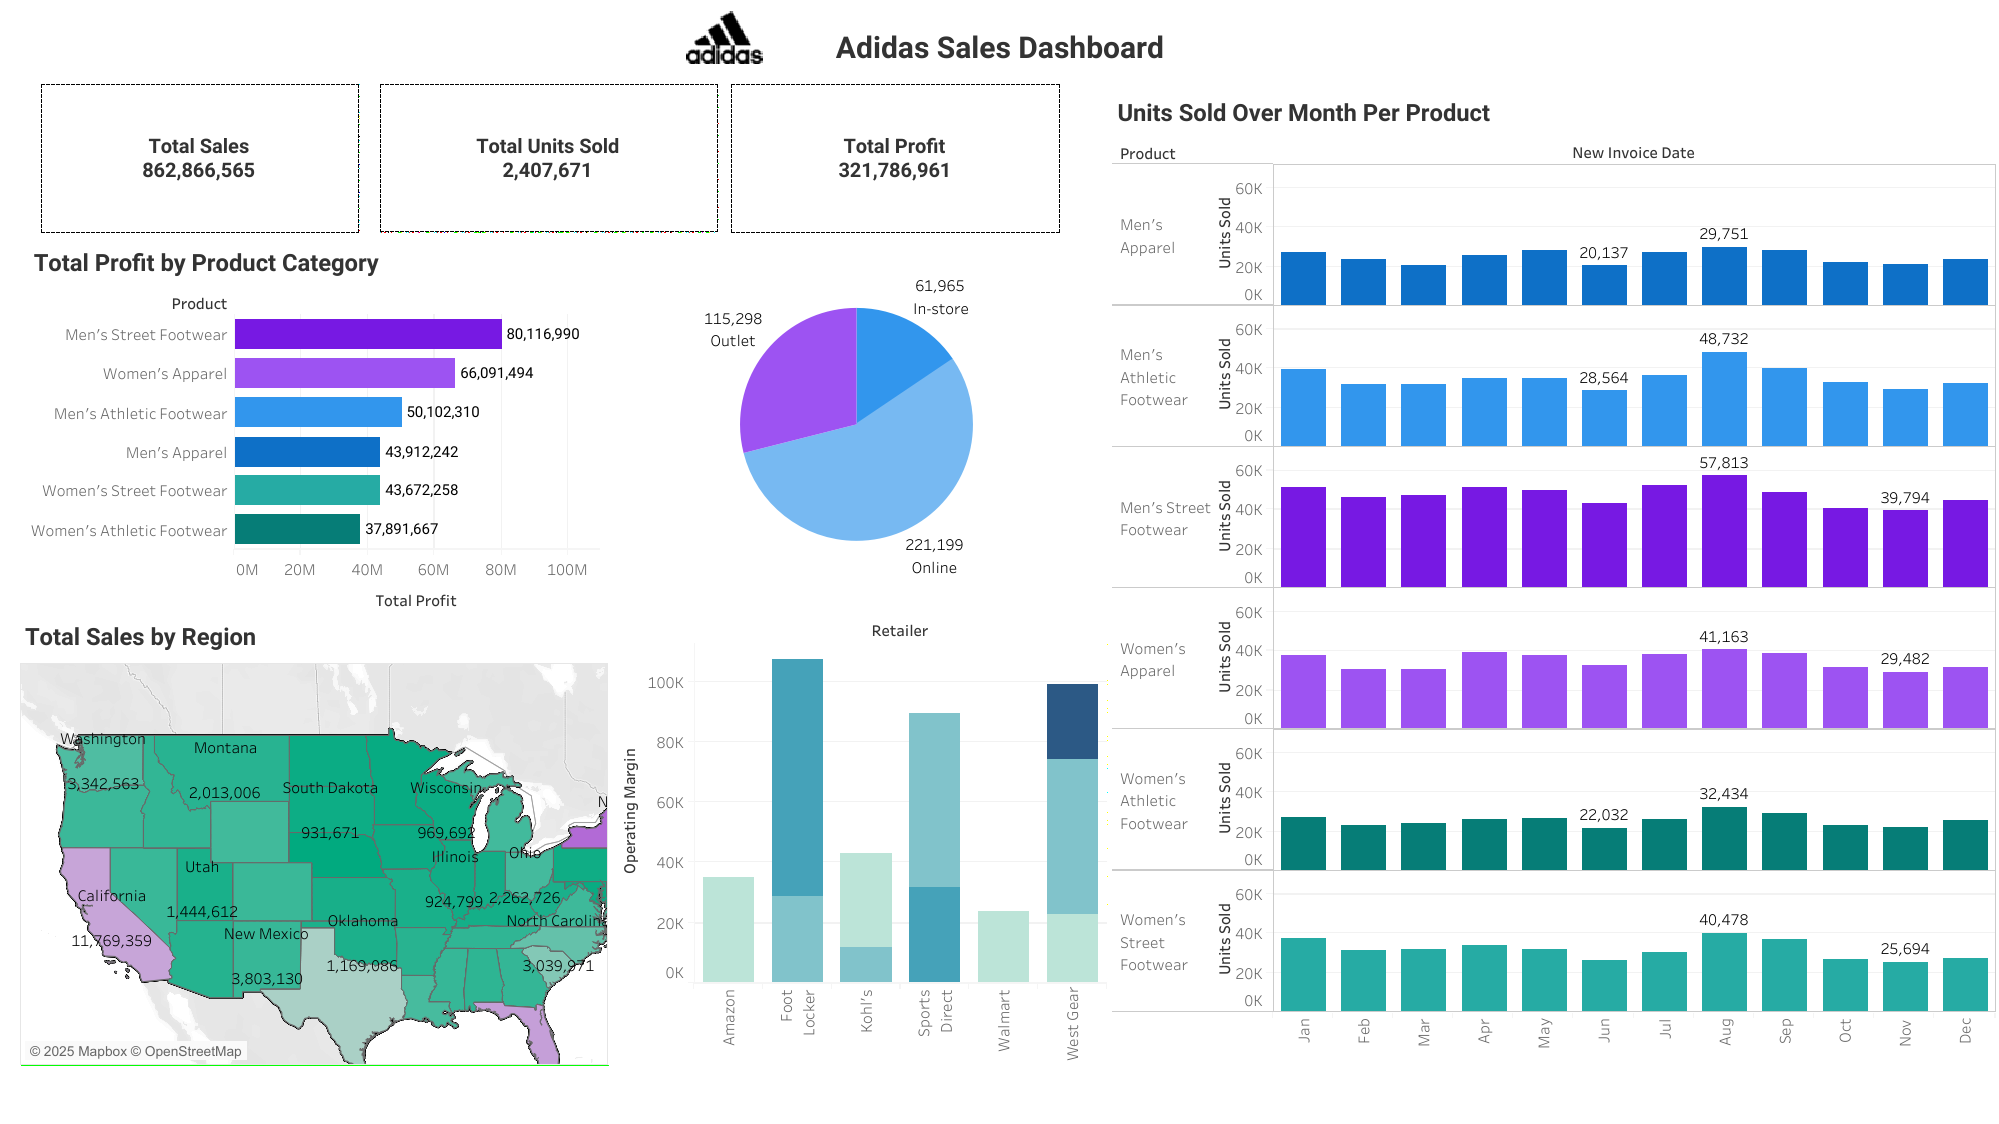 adidas
Adidas Sales Dashboard
Total Sales
862,866,565
Total Units Sold
2,407,671
Total Profit
321,786,961
Total Profit by Product Category
Product
Men's Street Footwear
80,116,990
Women's Apparel
66,091,494
Men's Athletic Footwear
50,102,310
Men's Apparel
43,912,242
Women's Street Footwear
43,672,258
Women's Athletic Footwear
37,891,667
0M 20M 40M 60M 80M 100M
Total Profit
61,965
In-store
115,298
Outlet
221,199
Online
Total Sales by Region
Washington
3,342,563
Montana
2,013,006
South Dakota
931,671
Wisconsin
969,692
N
Utah
1,444,612
Illinois
924,799
Ohio
2,262,726
California
11,769,359
New Mexico
3,803,130
Oklahoma
1,169,086
North Carolin
3,039,971
© 2025 Mapbox © OpenStreetMap
Retailer
Operating Margin
100K
80K
60K
40K
20K
0K
Amazon
Foot
Locker
Kohl's
Sports
Direct
Walmart
West Gear
Units Sold Over Month Per Product
Product
New Invoice Date
Men's
Apparel
Units Sold
60K
40K
20K
0K
20,137
29,751
Men's
Athletic
Footwear
Units Sold
60K
40K
20K
0K
28,564
48,732
Men's Street
Footwear
Units Sold
60K
40K
20K
0K
57,813
39,794
Women's
Apparel
Units Sold
60K
40K
20K
0K
41,163
29,482
Women's
Athletic
Footwear
Units Sold
60K
40K
20K
0K
22,032
32,434
Women's
Street
Footwear
Units Sold
60K
40K
20K
0K
40,478
25,694
Jan
Feb
Mar
Apr
May
Jun
Jul
Aug
Sep
Oct
Nov
Dec